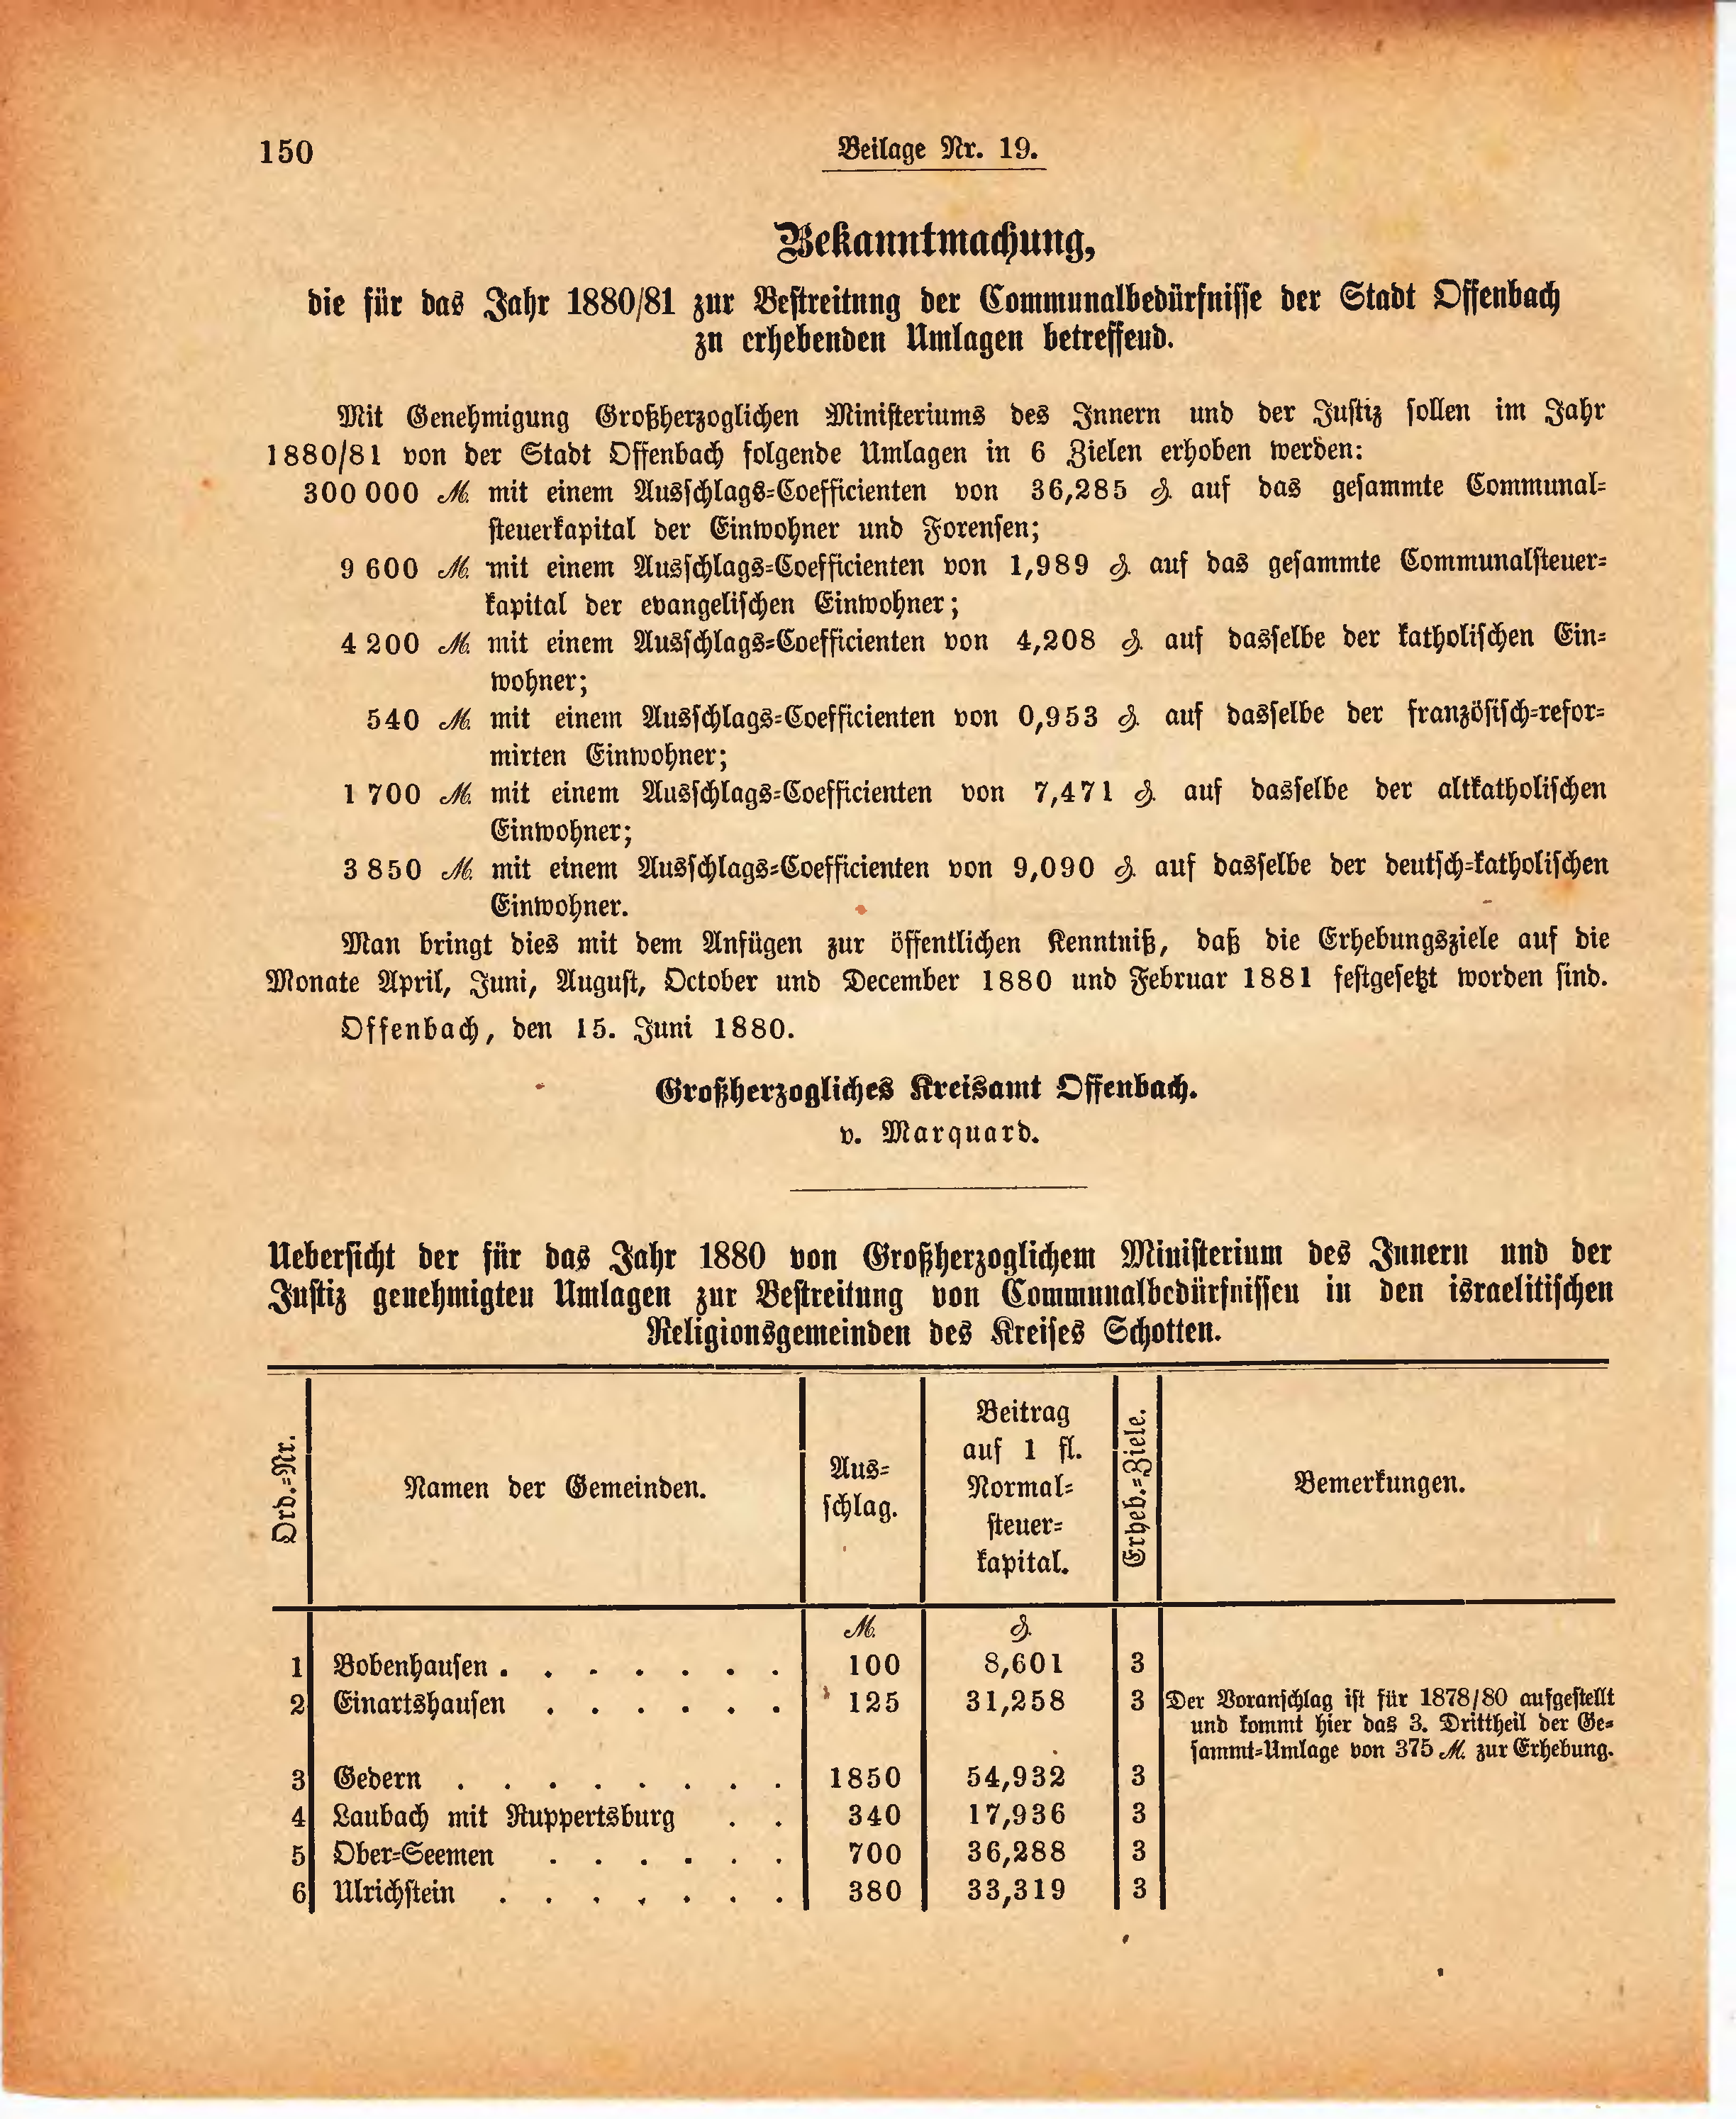 150
Beilage Nr. 19.
Bekanntmachung,
die für das Jahr 1880/81 zur Bestreitung der Communalbedürfnisse der Stadt Offenbach
zu erhebenden Umlagen betreffend.
Mit Genehmigung Großherzoglichen Ministeriums des Innern und der Justiz sollen im Jahr
1880/81 von der Stadt Offenbach folgende Umlagen in 6 Zielen erhoben werden:
300 000 ℳ. mit einem Ausschlags=Coefficienten von 36,285 ₰. auf das gesammte Communal=
steuerkapital der Einwohner und Forensen;
9 600 ℳ. mit einem Ausschlags=Coefficienten von 1,989 ₰. auf das gesammte Communalsteuer=
kapital der evangelischen Einwohner;
4 200 ℳ. mit einem Ausschlags=Coefficienten von 4,208 ₰. auf dasselbe der katholischen Ein=
wohner;
540 ℳ. mit einem Ausschlags=Coefficienten von 0,953 ₰. auf dasselbe der französisch=refor=
mirten Einwohner;
1 700 ℳ. mit einem Ausschlags=Coefficienten von 7,471 ₰. auf dasselbe der altkatholischen
Einwohner;
3 850 ℳ. mit einem Ausschlags=Coefficienten von 9,090 ₰. auf dasselbe der deutsch=katholischen
Einwohner.
Man bringt dies mit dem Anfügen zur öffentlichen Kenntniß, daß die Erhebungsziele auf die
Monate April, Juni, August, October und December 1880 und Februar 1881 festgesetzt worden sind.
Offenbach, den 15. Juni 1880.
Großherzogliches Kreisamt Offenbach.
v. Marquard.
Uebersicht der für das Jahr 1880 von Großherzoglichem Ministerium des Innern und der
Justiz genehmigten Umlagen zur Bestreitung von Communalbedürfnissen in den israelitischen
Religionsgemeinden des Kreises Schotten.
Ord.=Nr.
Namen der Gemeinden.
Aus=
schlag.
Beitrag
auf 1 fl.
Normal=
steuer=
kapital.
Erheb.=Ziele.
Bemerkungen.
ℳ. ₰.
1 Bobenhausen . . . . . . . 100 8,601 3
2 Einartshausen . . . . . . 125 31,258 3 Der Voranschlag ist für 1878/80 aufgestellt
und kommt hier das 3. Drittheil der Ge=
sammt=Umlage von 375 ℳ. zur Erhebung.
3 Gedern . . . . . . . . 1850 54,932 3
4 Laubach mit Ruppertsburg . . 340 17,936 3
5 Ober=Seemen . . . . . . 700 36,288 3
6 Ulrichstein . . . . . . . 380 33,319 3